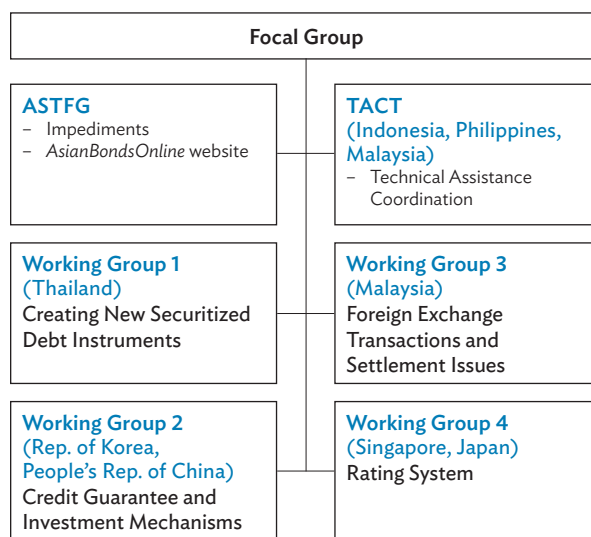 Focal Group
ASTFG
– Impediments
– AsianBondsOnline website
TACT
(Indonesia, Philippines,
Malaysia)
– Technical Assistance
Coordination
Working Group 1
(Thailand)
Creating New Securitized
Debt Instruments
Working Group 3
(Malaysia)
Foreign Exchange
Transactions and
Settlement Issues
Working Group 2
(Rep. of Korea,
People’s Rep. of China)
Credit Guarantee and
Investment Mechanisms
Working Group 4
(Singapore, Japan)
Rating System